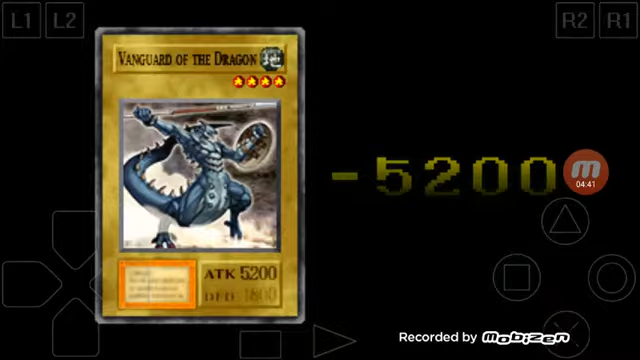 L1
L2
R2
R1
VANGUARD OF THE DRAGON
-5200
04:41
ATK 5200
DEF 1800
Recorded by MOBIZEN